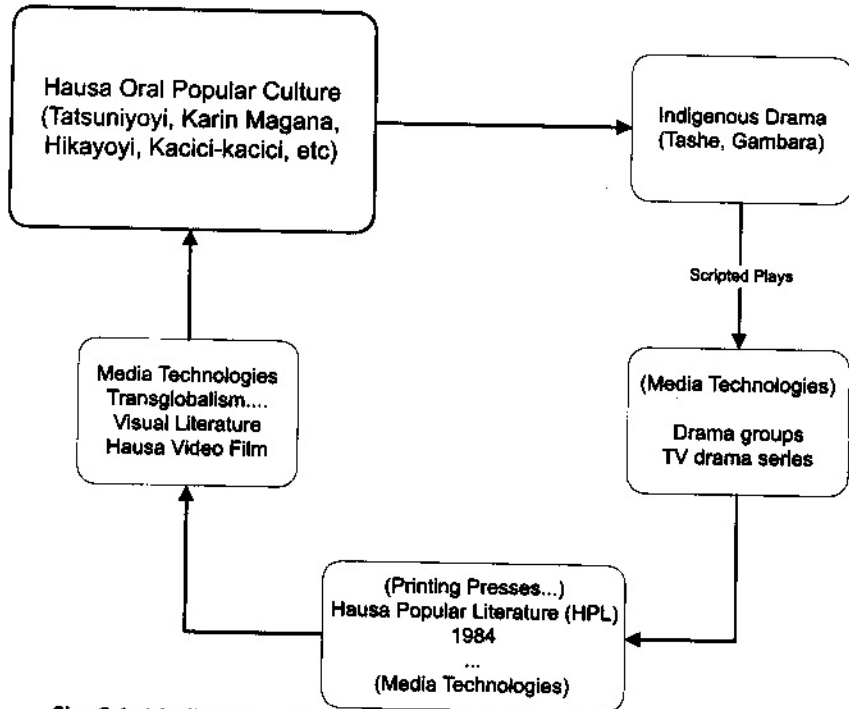 Hausa Oral Popular Culture
(Tatsuniyoyi, Karin Magana,
Hikayoyi, Kacici-kacici, etc)
Indigenous Drama
(Tashe, Gambara)
Scripted Plays
(Media Technologies)
Drama groups
TV drama series
(Printing Presses...)
Hausa Popular Literature (HPL)
1984
...
(Media Technologies)
Media Technologies
Transglobalism....
Visual Literature
Hausa Video Film